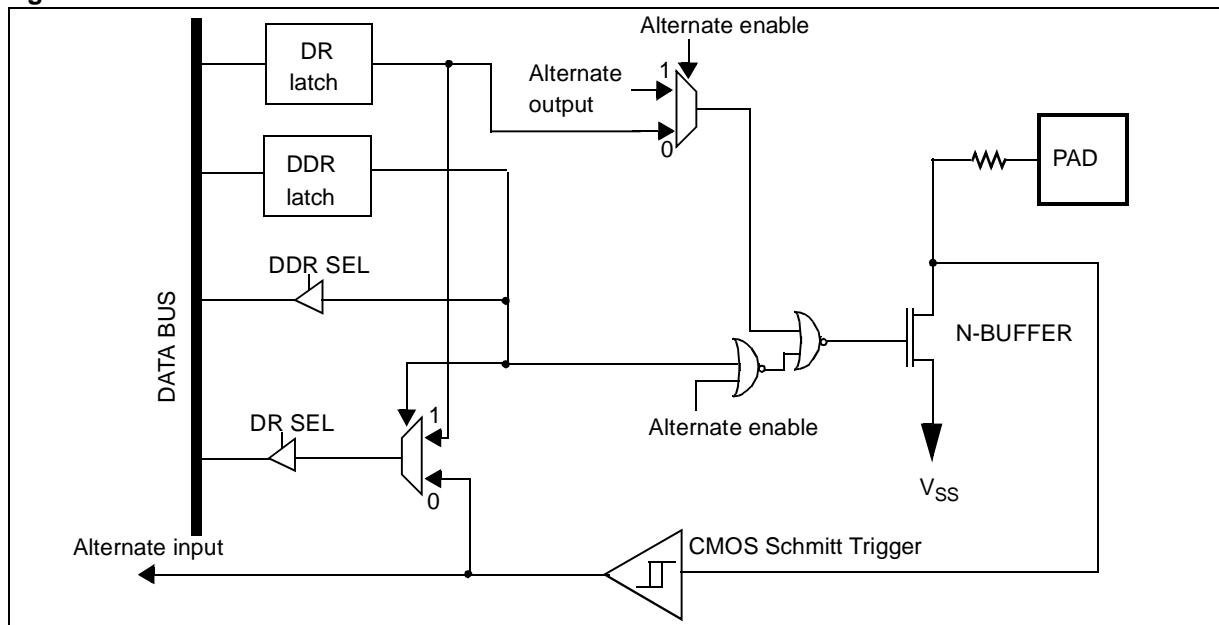 Alternate enable
DR
latch
Alternate
output
1
0
PAD
DDR
latch
DDR SEL
DATA BUS
N-BUFFER
Alternate enable
DR SEL
1
0
VSS
Alternate input
CMOS Schmitt Trigger